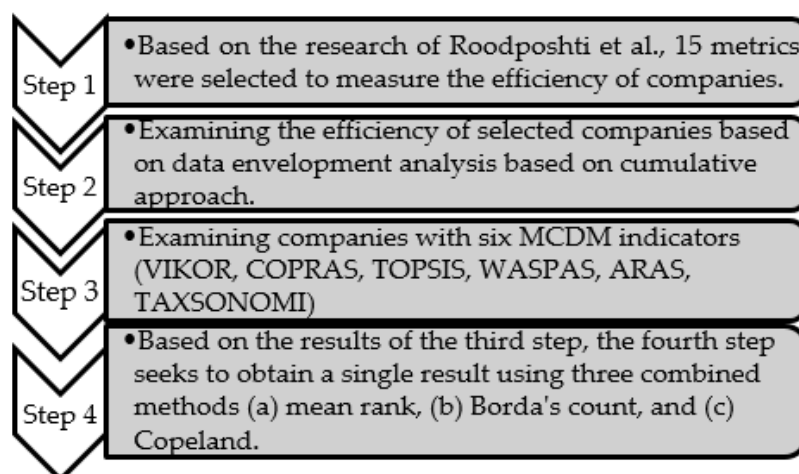 Step 1
•Based on the research of Roodposhti et al., 15 metrics
were selected to measure the efficiency of companies.
Step 2
•Examining the efficiency of selected companies based
on data envelopment analysis based on cumulative
approach.
Step 3
•Examining companies with six MCDM indicators
(VIKOR, COPRAS, TOPSIS, WASPAS, ARAS,
TAXSONOMI)
Step 4
•Based on the results of the third step, the fourth step
seeks to obtain a single result using three combined
methods (a) mean rank, (b) Borda's count, and (c)
Copeland.